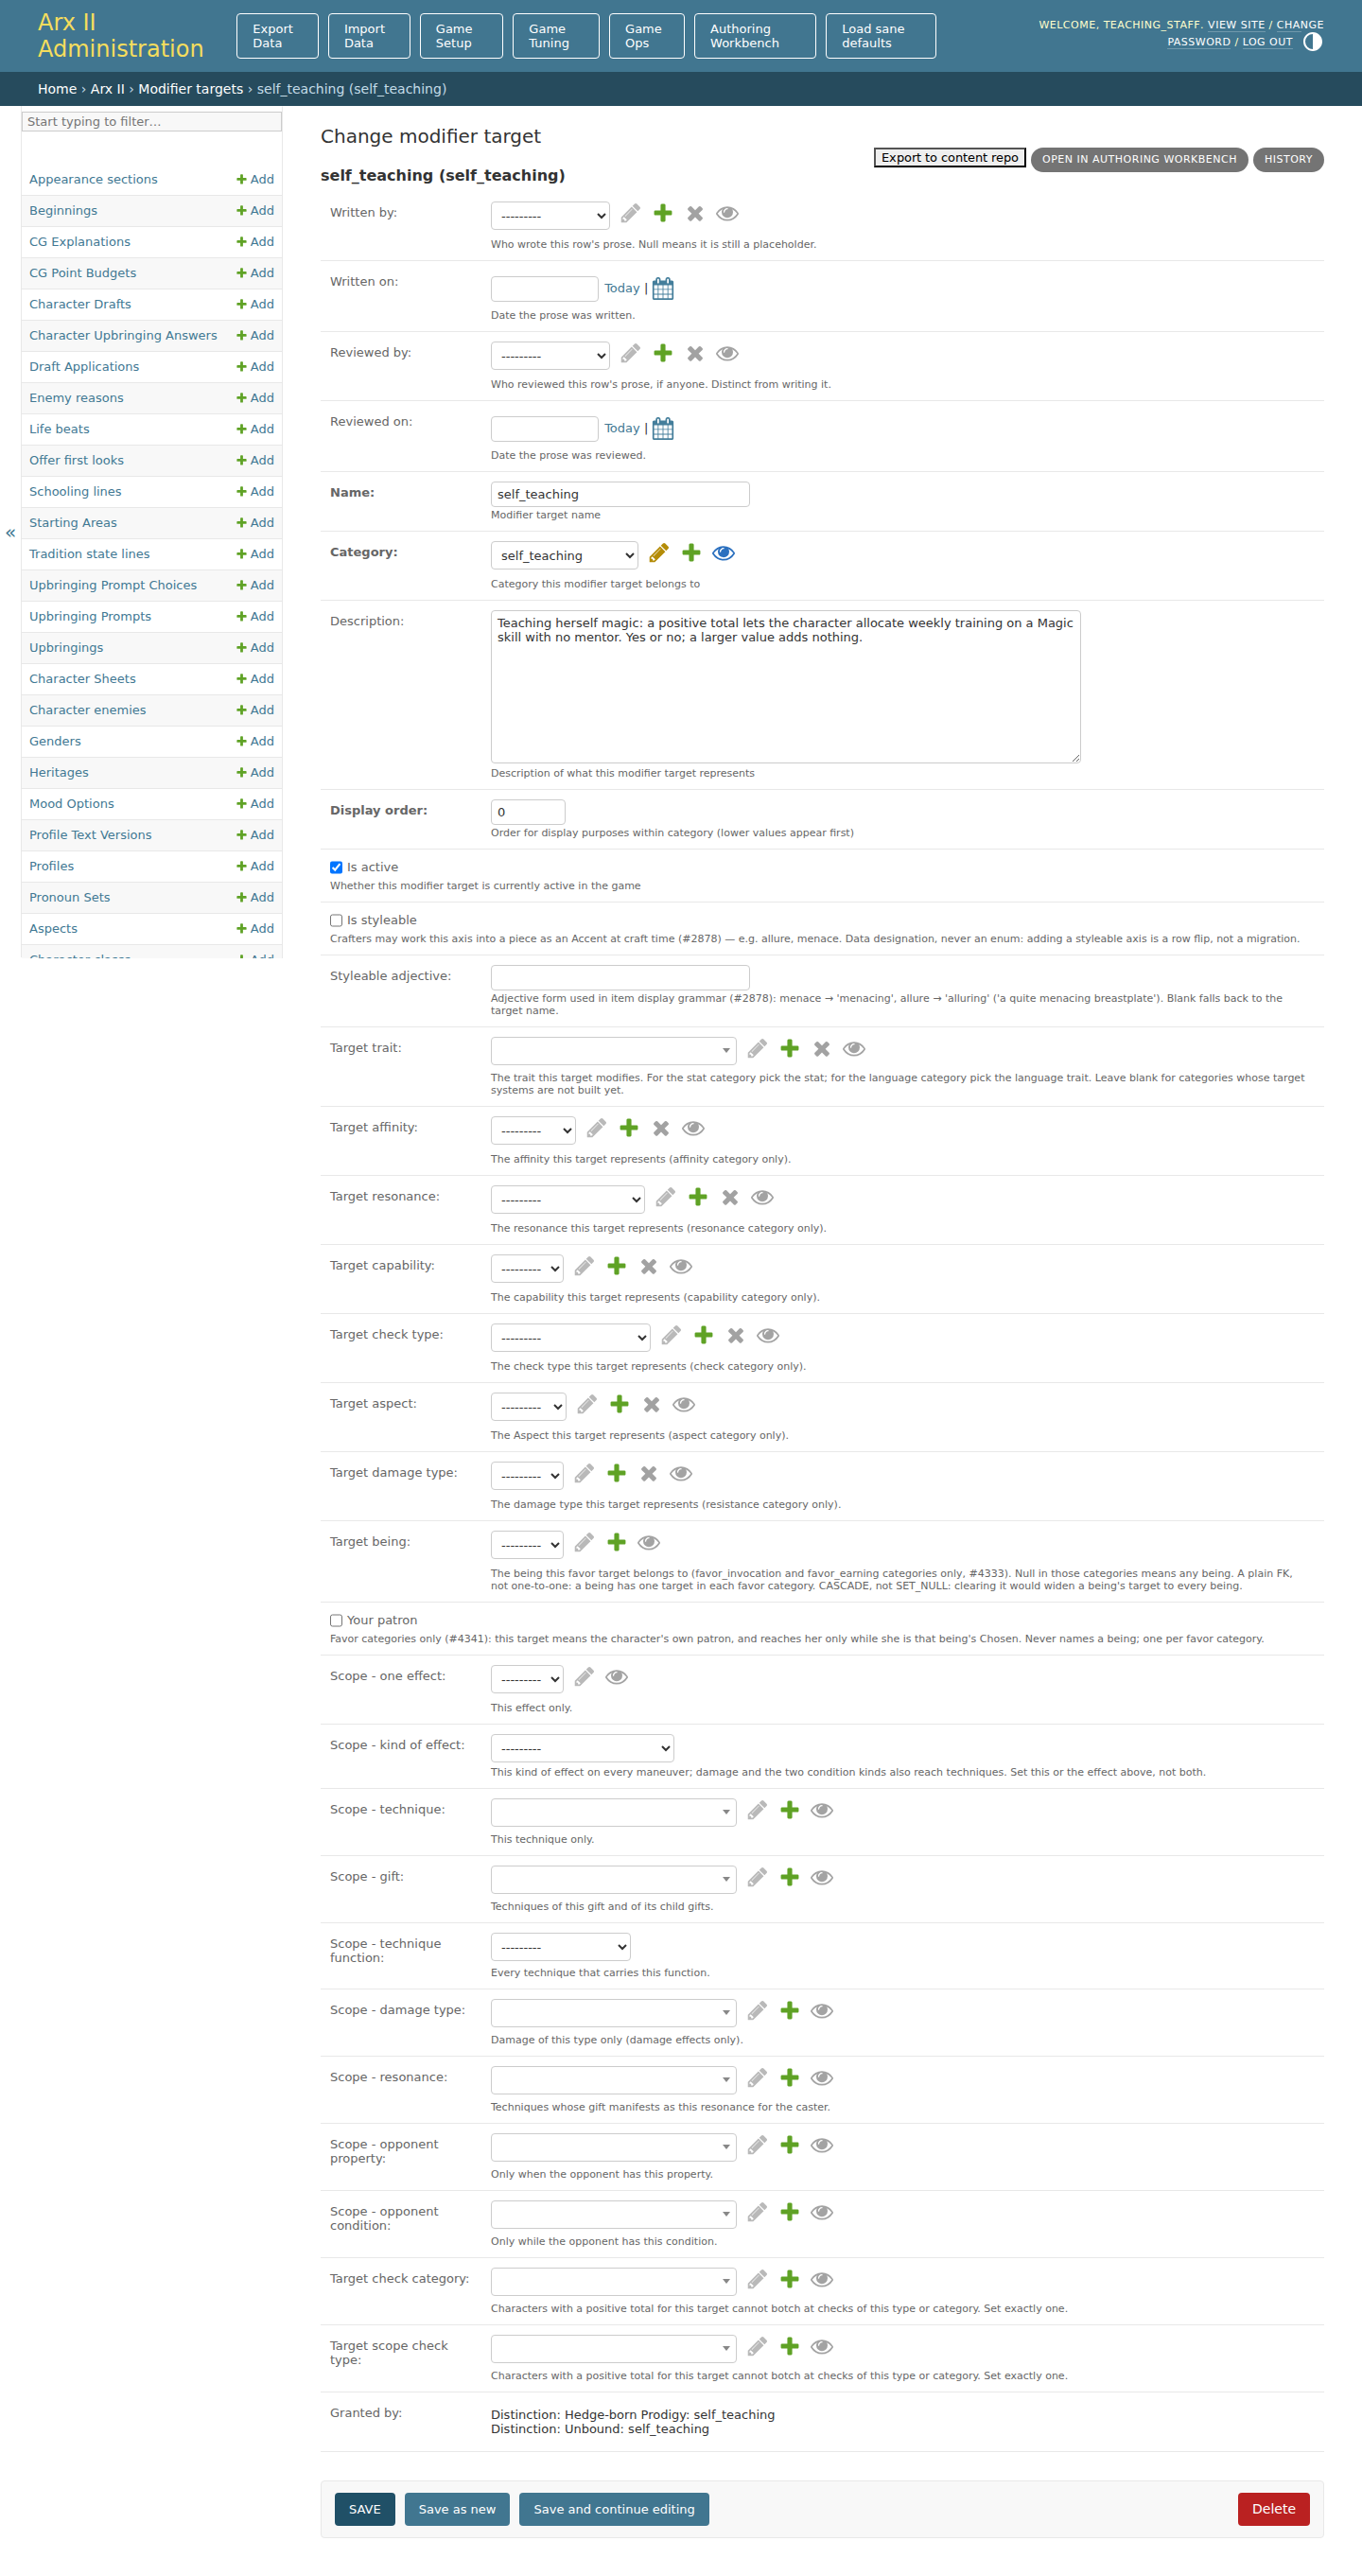 Arx II
Administration
Export
Data
Import
Data
Game
Setup
Game
Tuning
Game
Ops
Authoring
Workbench
Load sane
defaults
WELCOME, TEACHING_STAFF. VIEW SITE / CHANGE
PASSWORD / LOG OUT
Home › Arx II › Modifier targets › self_teaching (self_teaching)
Start typing to filter...
Appearance sections Add
Beginnings Add
CG Explanations Add
CG Point Budgets Add
Character Drafts Add
Character Upbringing Answers Add
Draft Applications Add
Enemy reasons Add
Life beats Add
Offer first looks Add
Schooling lines Add
Starting Areas Add
Tradition state lines Add
Upbringing Prompt Choices Add
Upbringing Prompts Add
Upbringings Add
Character Sheets Add
Character enemies Add
Genders Add
Heritages Add
Mood Options Add
Profile Text Versions Add
Profiles Add
Pronoun Sets Add
Aspects Add
«
Change modifier target
Export to content repo OPEN IN AUTHORING WORKBENCH HISTORY
self_teaching (self_teaching)
Written by: ---------
Who wrote this row's prose. Null means it is still a placeholder.
Written on: Today |
Date the prose was written.
Reviewed by: ---------
Who reviewed this row's prose, if anyone. Distinct from writing it.
Reviewed on: Today |
Date the prose was reviewed.
Name: self_teaching
Modifier target name
Category: self_teaching
Category this modifier target belongs to
Description: Teaching herself magic: a positive total lets the character allocate weekly training on a Magic
skill with no mentor. Yes or no; a larger value adds nothing.
Description of what this modifier target represents
Display order: 0
Order for display purposes within category (lower values appear first)
Is active
Whether this modifier target is currently active in the game
Is styleable
Crafters may work this axis into a piece as an Accent at craft time (#2878) — e.g. allure, menace. Data designation, never an enum: adding a styleable axis is a row flip, not a migration.
Styleable adjective:
Adjective form used in item display grammar (#2878): menace → 'menacing', allure → 'alluring' ('a quite menacing breastplate'). Blank falls back to the
target name.
Target trait:
The trait this target modifies. For the stat category pick the stat; for the language category pick the language trait. Leave blank for categories whose target
systems are not built yet.
Target affinity: ---------
The affinity this target represents (affinity category only).
Target resonance: ---------
The resonance this target represents (resonance category only).
Target capability: ---------
The capability this target represents (capability category only).
Target check type: ---------
The check type this target represents (check category only).
Target aspect: ---------
The Aspect this target represents (aspect category only).
Target damage type: ---------
The damage type this target represents (resistance category only).
Target being: ---------
The being this favor target belongs to (favor_invocation and favor_earning categories only, #4333). Null in those categories means any being. A plain FK,
not one-to-one: a being has one target in each favor category. CASCADE, not SET_NULL: clearing it would widen a being's target to every being.
Your patron
Favor categories only (#4341): this target means the character's own patron, and reaches her only while she is that being's Chosen. Never names a being; one per favor category.
Scope - one effect: ---------
This effect only.
Scope - kind of effect: ---------
This kind of effect on every maneuver; damage and the two condition kinds also reach techniques. Set this or the effect above, not both.
Scope - technique:
This technique only.
Scope - gift:
Techniques of this gift and of its child gifts.
Scope - technique
function: ---------
Every technique that carries this function.
Scope - damage type:
Damage of this type only (damage effects only).
Scope - resonance:
Techniques whose gift manifests as this resonance for the caster.
Scope - opponent
property:
Only when the opponent has this property.
Scope - opponent
condition:
Only while the opponent has this condition.
Target check category:
Characters with a positive total for this target cannot botch at checks of this type or category. Set exactly one.
Target scope check
type:
Characters with a positive total for this target cannot botch at checks of this type or category. Set exactly one.
Granted by: Distinction: Hedge-born Prodigy: self_teaching
Distinction: Unbound: self_teaching
SAVE Save as new Save and continue editing Delete